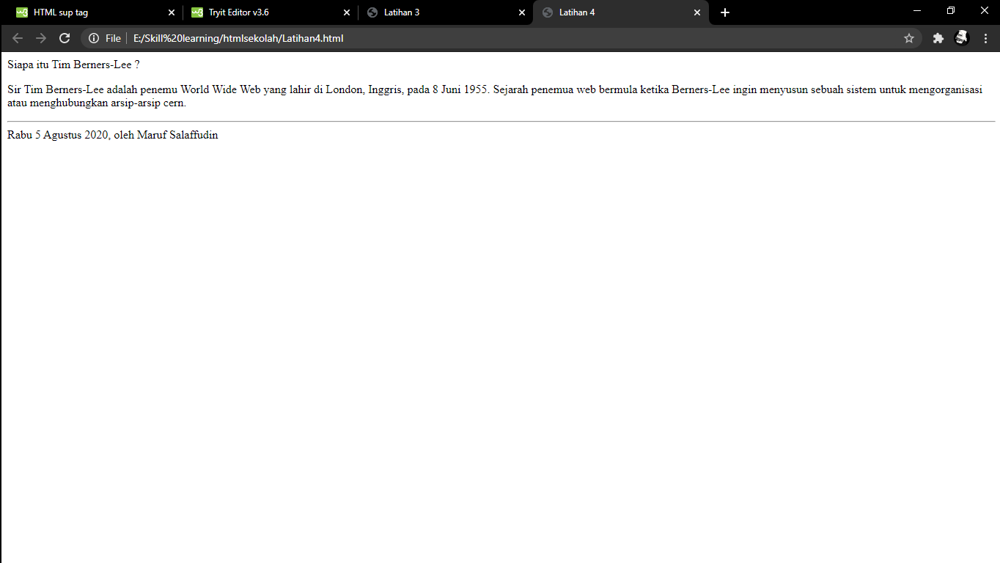 HTML sup tag
Tryit Editor v3.6
Latihan 3
Latihan 4
File
E:/Skill%20learning/htmlsekolah/Latihan4.html
Siapa itu Tim Berners-Lee ?
Sir Tim Berners-Lee adalah penemu World Wide Web yang lahir di London, Inggris, pada 8 Juni 1955. Sejarah penemua web bermula ketika Berners-Lee ingin menyusun sebuah sistem untuk mengorganisasi
atau menghubungkan arsip-arsip cern.
Rabu 5 Agustus 2020, oleh Maruf Salaffudin